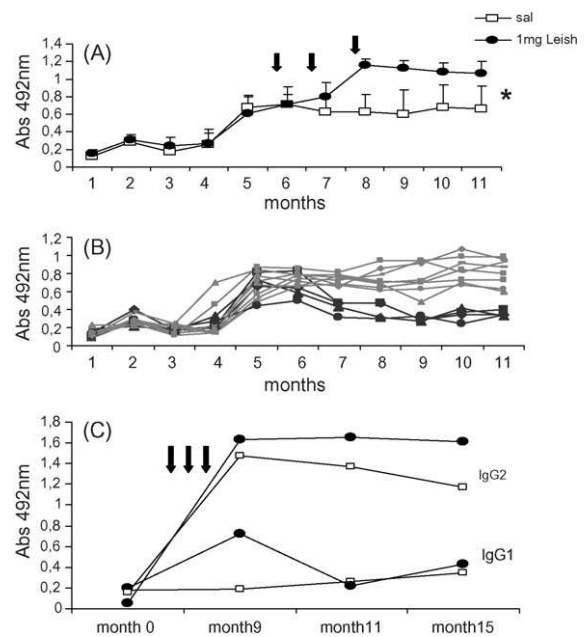 sal
1mg Leish
(A)
Abs 492nm
1,4
1,2
1
0,8
0,6
0,4
0,2
0
1 2 3 4 5 6 7 8 9 10 11
months
*
(B)
Abs 492nm
1,2
1
0,8
0,6
0,4
0,2
0
1 2 3 4 5 6 7 8 9 10 11
months
(C)
Abs 492nm
1,8
1,6
1,4
1,2
1
0,8
0,6
0,4
0,2
0
IgG2
IgG1
month 0 month9 month11 month15